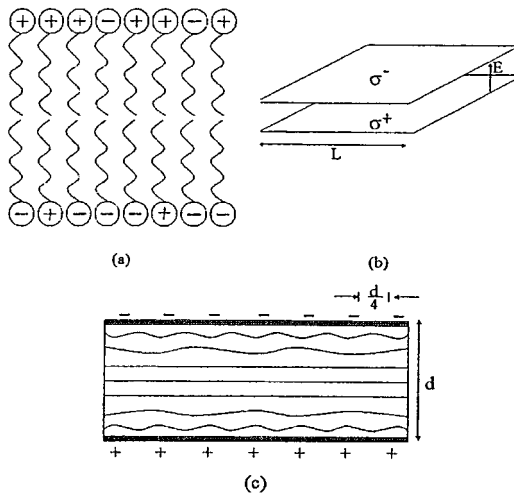 + + + − + + − +
− + − − − + − −
(a)
σ⁻
E
σ⁺
L
(b)
d/4
− − − − − − −
d
+ + + + + + +
(c)